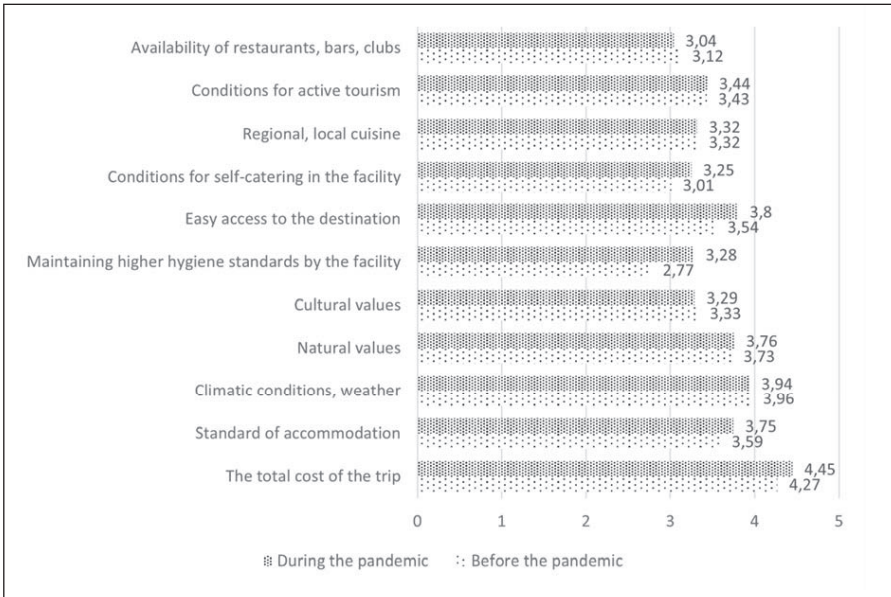 Availability of restaurants, bars, clubs
3,04
3,12
Conditions for active tourism
3,44
3,43
Regional, local cuisine
3,32
3,32
Conditions for self-catering in the facility
3,25
3,01
Easy access to the destination
3,8
3,54
Maintaining higher hygiene standards by the facility
3,28
2,77
Cultural values
3,29
3,33
Natural values
3,76
3,73
Climatic conditions, weather
3,94
3,96
Standard of accommodation
3,75
3,59
The total cost of the trip
4,45
4,27
0 1 2 3 4 5
During the pandemic Before the pandemic